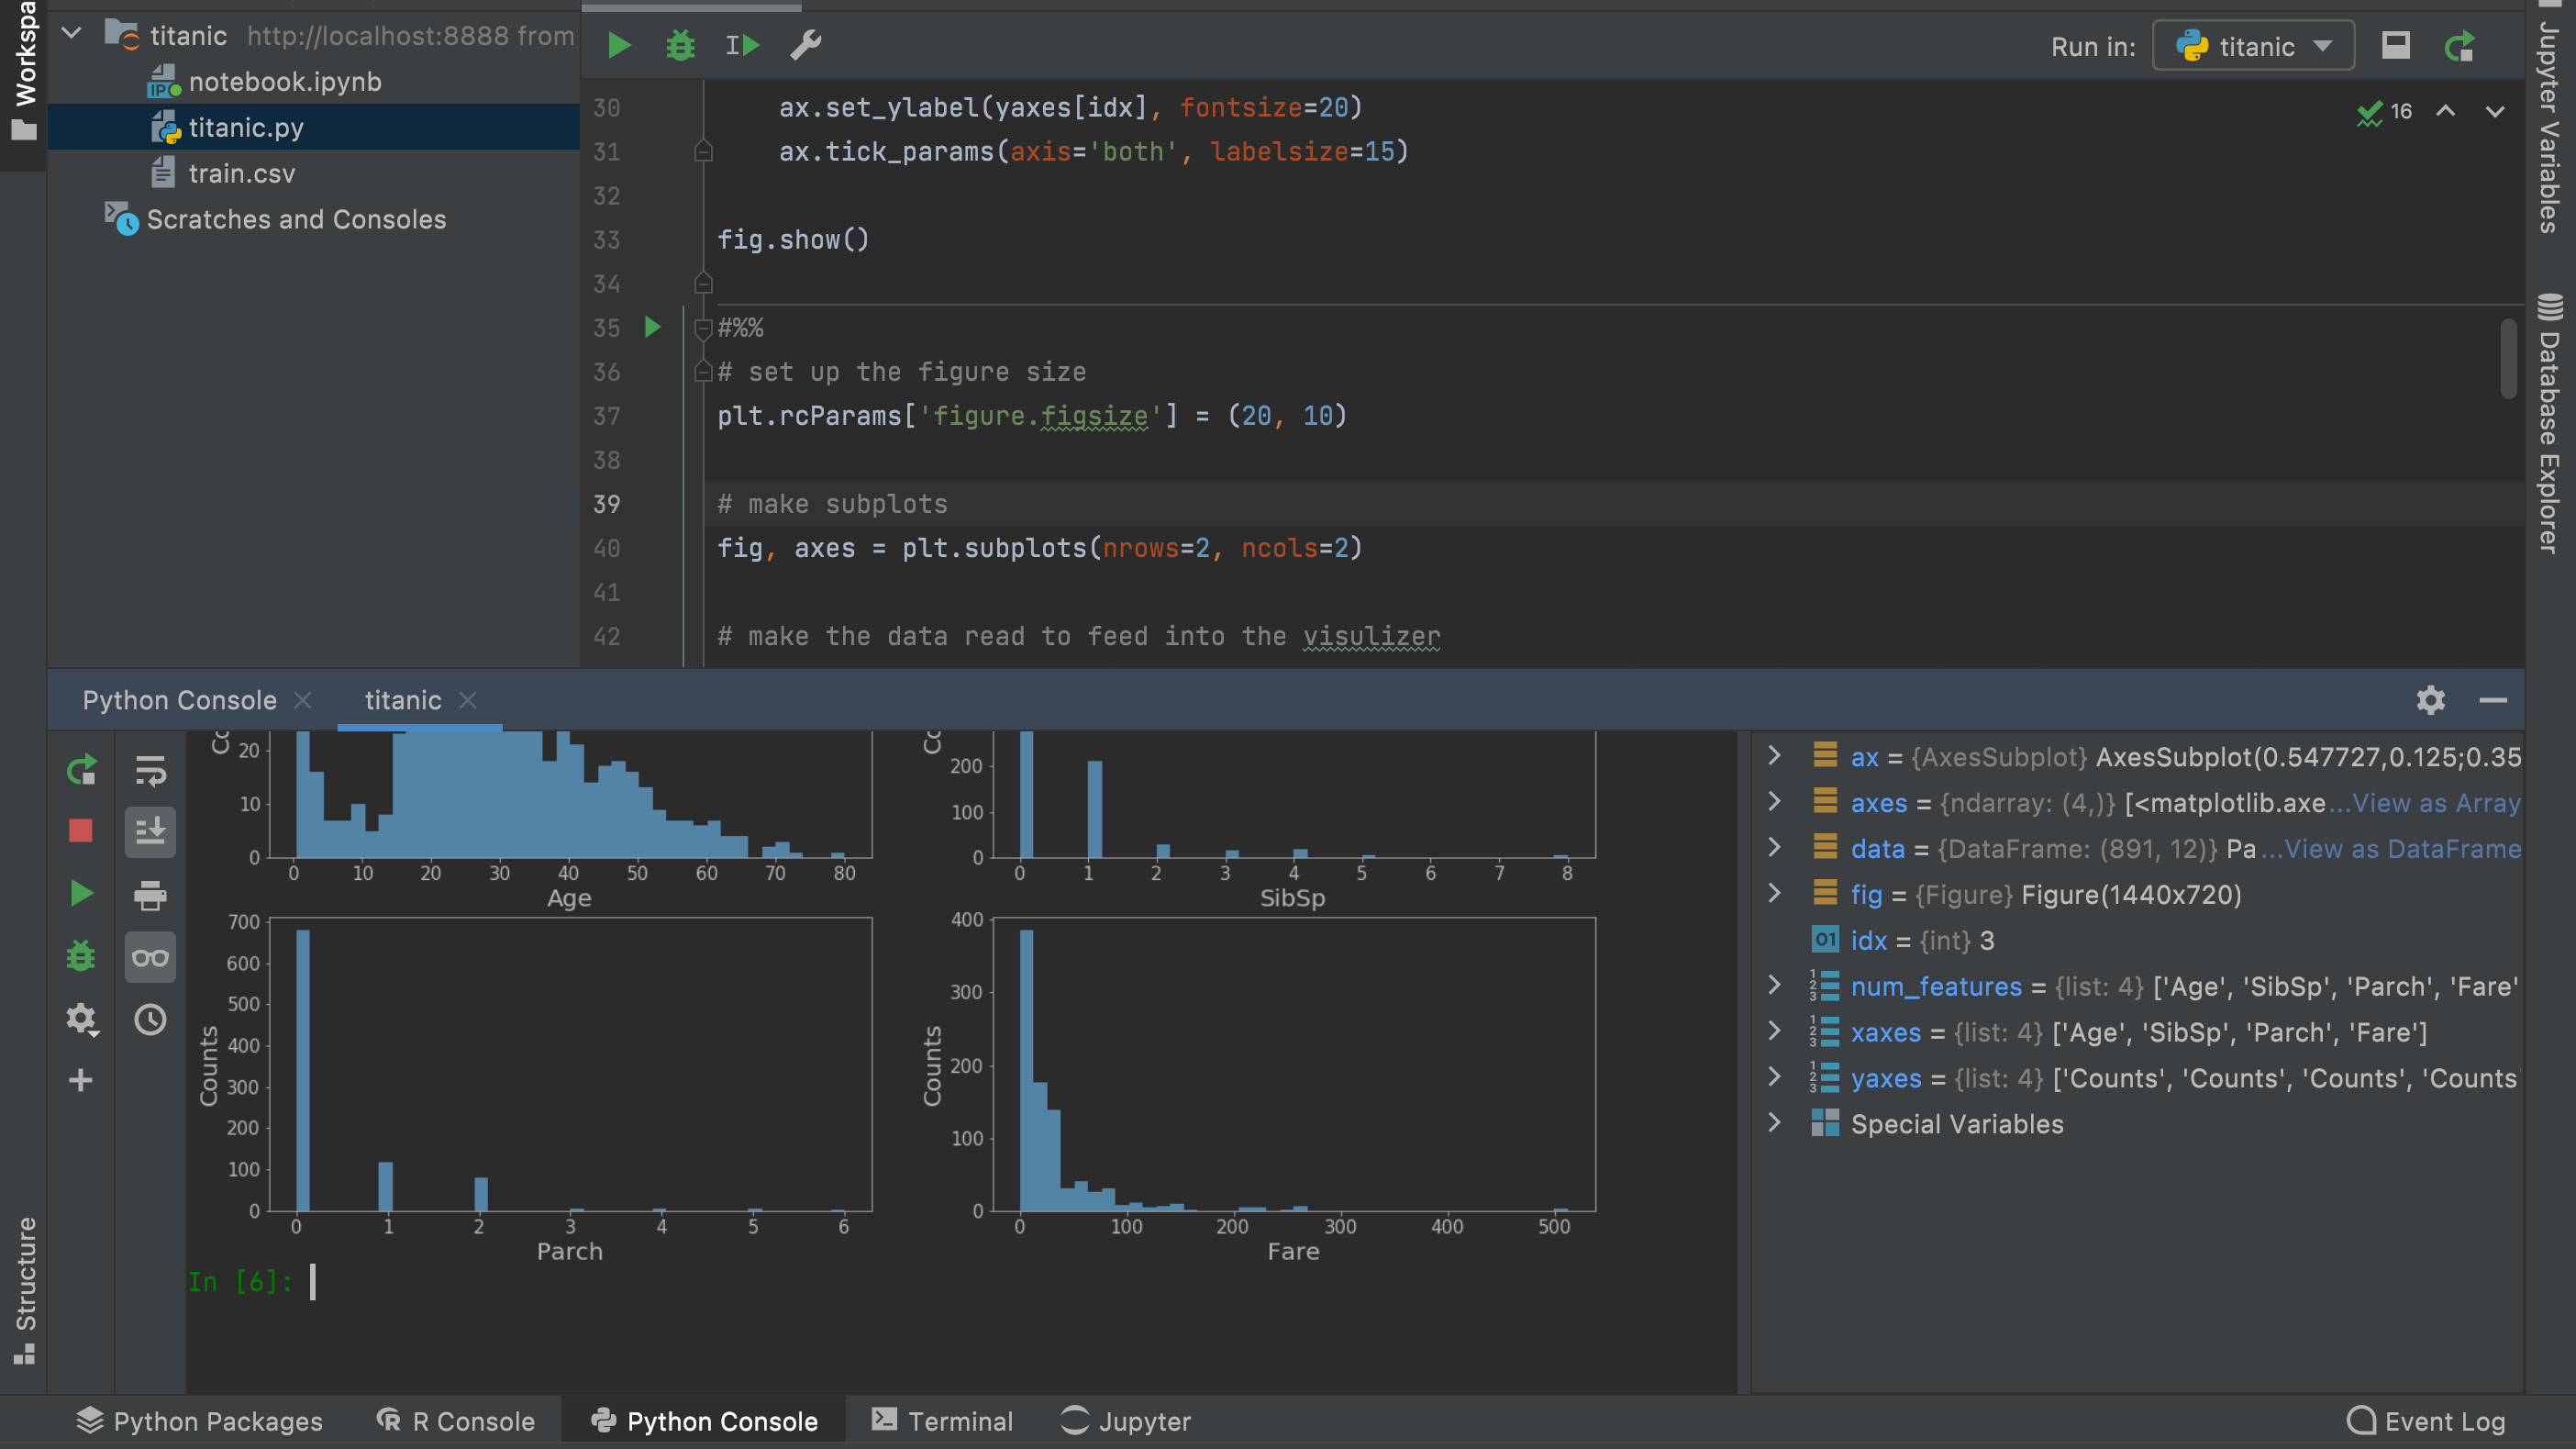 Workspa
titanic http://localhost:8888 from
notebook.ipynb
titanic.py
train.csv
Scratches and Consoles
Run in: titanic
16
30 ax.set_ylabel(yaxes[idx], fontsize=20)
31 ax.tick_params(axis='both', labelsize=15)
32
33 fig.show()
34
35 #%%
36 # set up the figure size
37 plt.rcParams['figure.figsize'] = (20, 10)
38
39 # make subplots
40 fig, axes = plt.subplots(nrows=2, ncols=2)
41
42 # make the data read to feed into the visulizer
Jupyter Variables
Database Explorer
Python Console
titanic
Co
20
10
0
0 10 20 30 40 50 60 70 80
Age
Co
200
100
0
0 1 2 3 4 5 6 7 8
SibSp
Counts
700
600
500
400
300
200
100
0
0 1 2 3 4 5 6
Parch
Counts
400
300
200
100
0
0 100 200 300 400 500
Fare
In [6]:
ax = {AxesSubplot} AxesSubplot(0.547727,0.125;0.35
axes = {ndarray: (4,)} [<matplotlib.axe...View as Array
data = {DataFrame: (891, 12)} Pa...View as DataFrame
fig = {Figure} Figure(1440x720)
01 idx = {int} 3
num_features = {list: 4} ['Age', 'SibSp', 'Parch', 'Fare'
xaxes = {list: 4} ['Age', 'SibSp', 'Parch', 'Fare']
yaxes = {list: 4} ['Counts', 'Counts', 'Counts', 'Counts'
Special Variables
Structure
Python Packages
R Console
Python Console
Terminal
Jupyter
Event Log